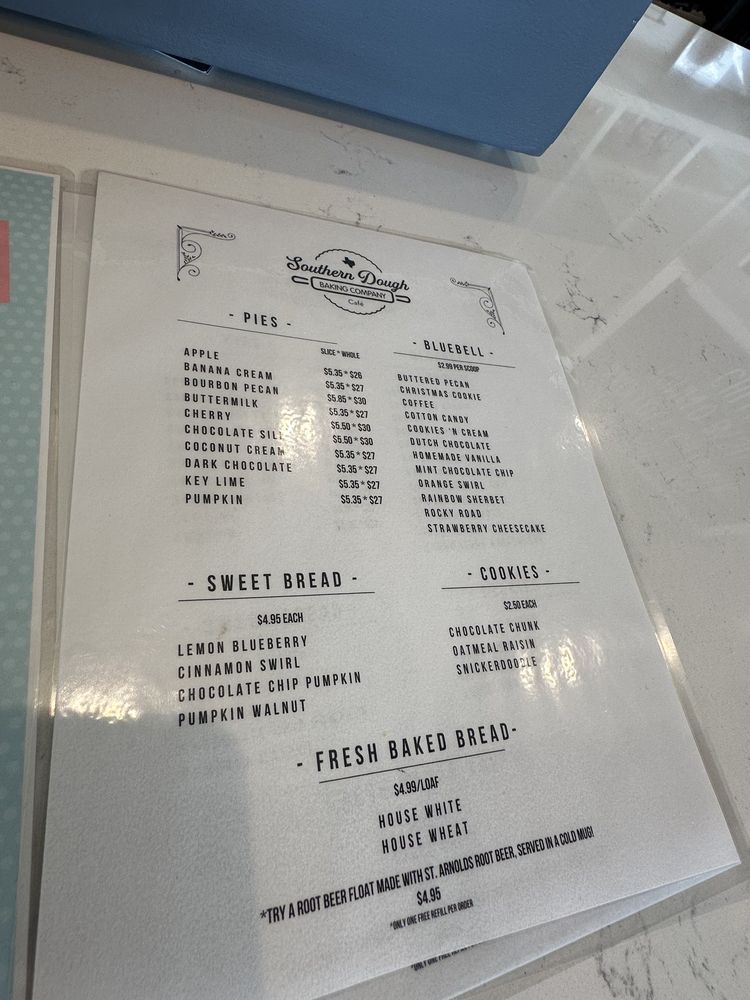 Southern Dough
BAKING COMPANY
Café
- PIES -
SLICE * WHOLE
APPLE $5.35 * $26
BANANA CREAM $5.35 * $27
BOURBON PECAN $5.85 * $30
BUTTERMILK $5.35 * $27
CHERRY $5.50 * $30
CHOCOLATE SILK $5.50 * $30
COCONUT CREAM $5.35 * $27
DARK CHOCOLATE $5.35 * $27
KEY LIME $5.35 * $27
PUMPKIN $5.35 * $27
- BLUEBELL -
$2.99 PER SCOOP
BUTTERED PECAN
CHRISTMAS COOKIE
COFFEE
COTTON CANDY
COOKIES 'N CREAM
DUTCH CHOCOLATE
HOMEMADE VANILLA
MINT CHOCOLATE CHIP
ORANGE SWIRL
RAINBOW SHERBET
ROCKY ROAD
STRAWBERRY CHEESECAKE
- SWEET BREAD -
$4.95 EACH
LEMON BLUEBERRY
CINNAMON SWIRL
CHOCOLATE CHIP PUMPKIN
PUMPKIN WALNUT
- COOKIES -
$2.50 EACH
CHOCOLATE CHUNK
OATMEAL RAISIN
SNICKERDOODLE
- FRESH BAKED BREAD-
$4.99/LOAF
HOUSE WHITE
HOUSE WHEAT
*TRY A ROOT BEER FLOAT MADE WITH ST. ARNOLDS ROOT BEER, SERVED IN A COLD MUG!
$4.95
*ONLY ONE FREE REFILL PER ORDER